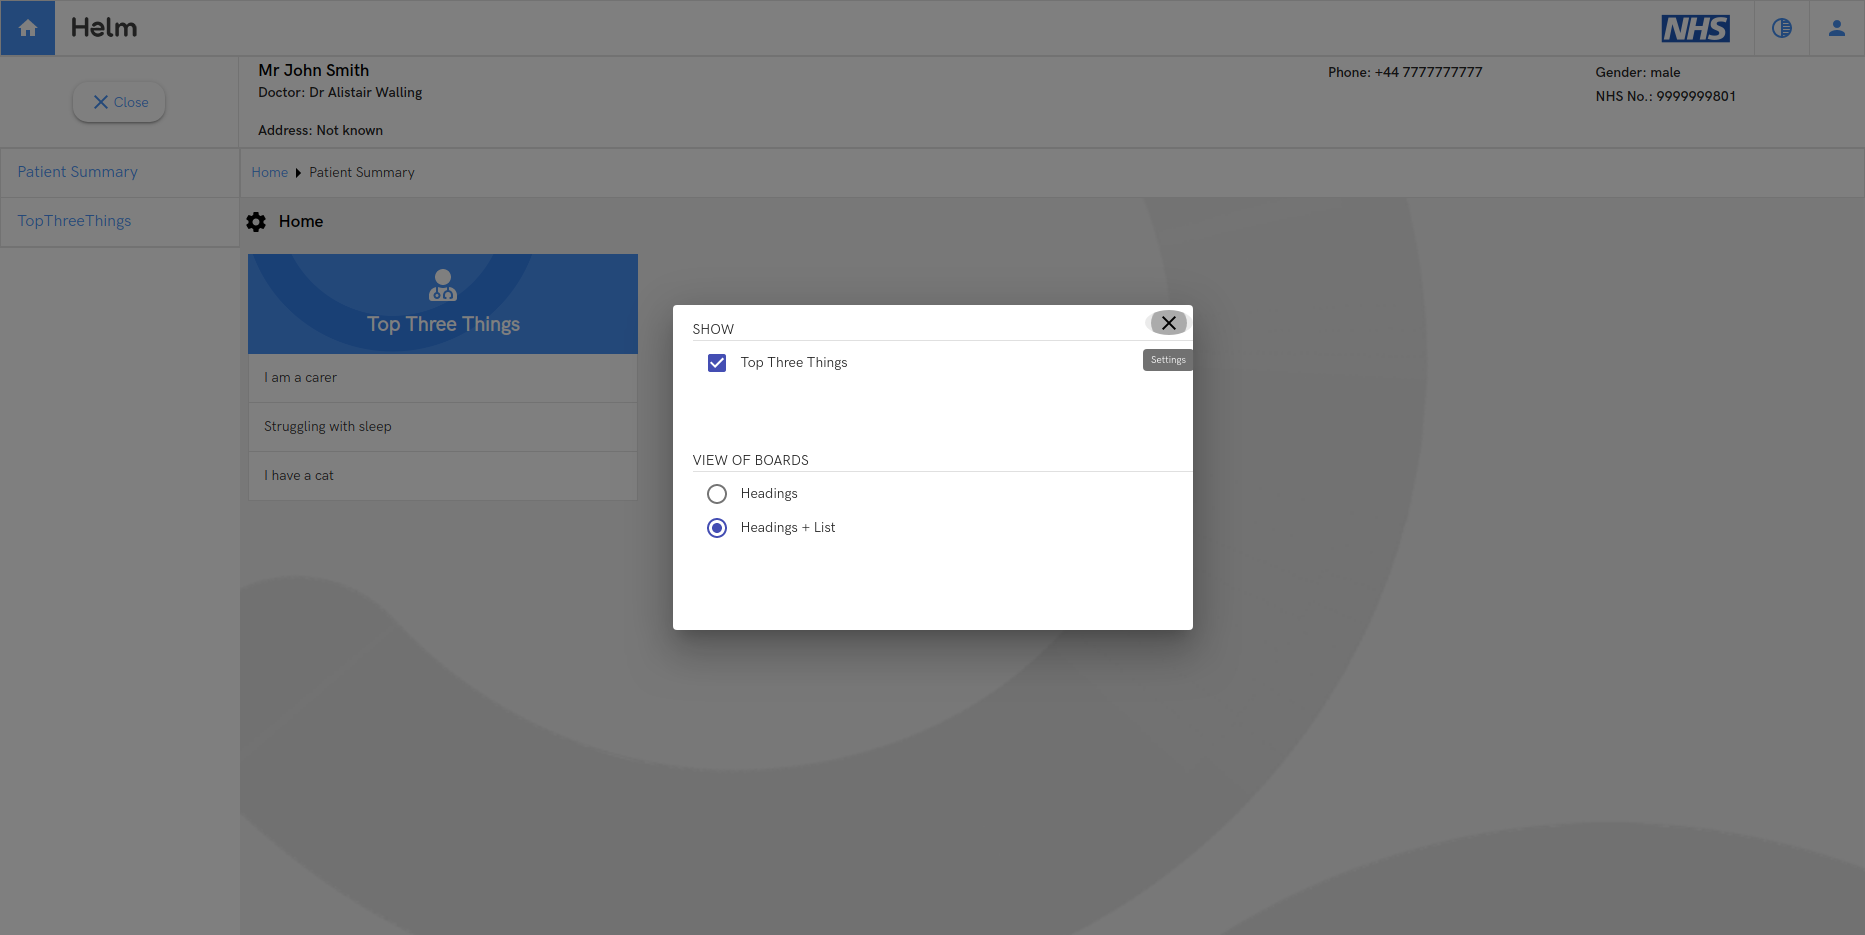 Helm
NHS
Close
Mr John Smith
Doctor: Dr Alistair Walling
Address: Not known
Phone: +44 7777777777
Gender: male
NHS No.: 9999999801
Patient Summary
TopThreeThings
Home Patient Summary
Home
Top Three Things
I am a carer
Struggling with sleep
I have a cat
SHOW
Settings
Top Three Things
VIEW OF BOARDS
Headings
Headings + List